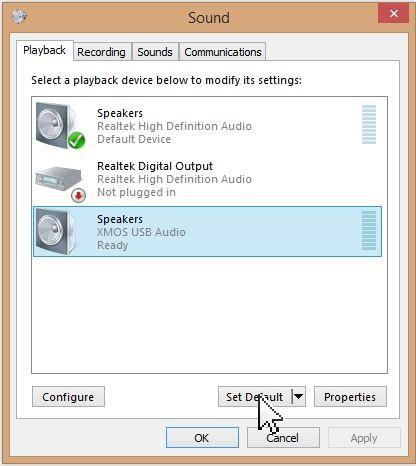 Sound
Playback Recording Sounds Communications
Select a playback device below to modify its settings:
Speakers
Realtek High Definition Audio
Default Device
Realtek Digital Output
Realtek High Definition Audio
Not plugged in
Speakers
XMOS USB Audio
Ready
Configure Set Default Properties
OK Cancel Apply